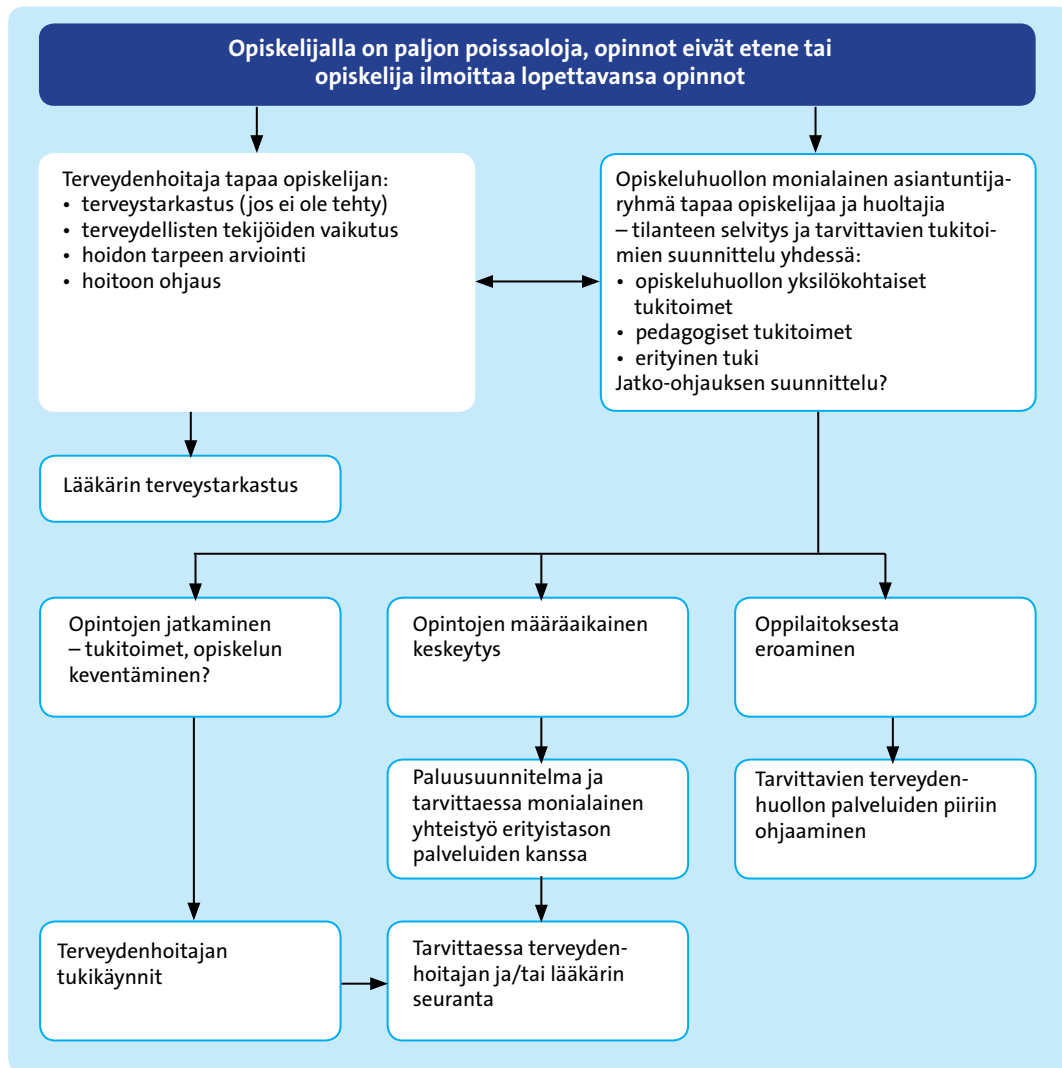 Opiskelijalla on paljon poissaoloja, opinnot eivät etene tai
opiskelija ilmoittaa lopettavansa opinnot
Terveydenhoitaja tapaa opiskelijan:
• terveystarkastus (jos ei ole tehty)
• terveydellisten tekijöiden vaikutus
• hoidon tarpeen arviointi
• hoitoon ohjaus
Opiskeluhuollon monialainen asiantuntija-
ryhmä tapaa opiskelijaa ja huoltajia
– tilanteen selvitys ja tarvittavien tukitoi-
mien suunnittelu yhdessä:
• opiskeluhuollon yksilökohtaiset
tukitoimet
• pedagogiset tukitoimet
• erityinen tuki
Jatko-ohjauksen suunnittelu?
Lääkärin terveystarkastus
Opintojen jatkaminen
– tukitoimet, opiskelun
keventäminen?
Opintojen määräaikainen
keskeytys
Oppilaitoksesta
eroaminen
Paluusuunnitelma ja
tarvittaessa monialainen
yhteistyö erityistason
palveluiden kanssa
Tarvittavien terveyden-
huollon palveluiden piiriin
ohjaaminen
Terveydenhoitajan
tukikäynnit
Tarvittaessa terveyden-
hoitajan ja/tai lääkärin
seuranta